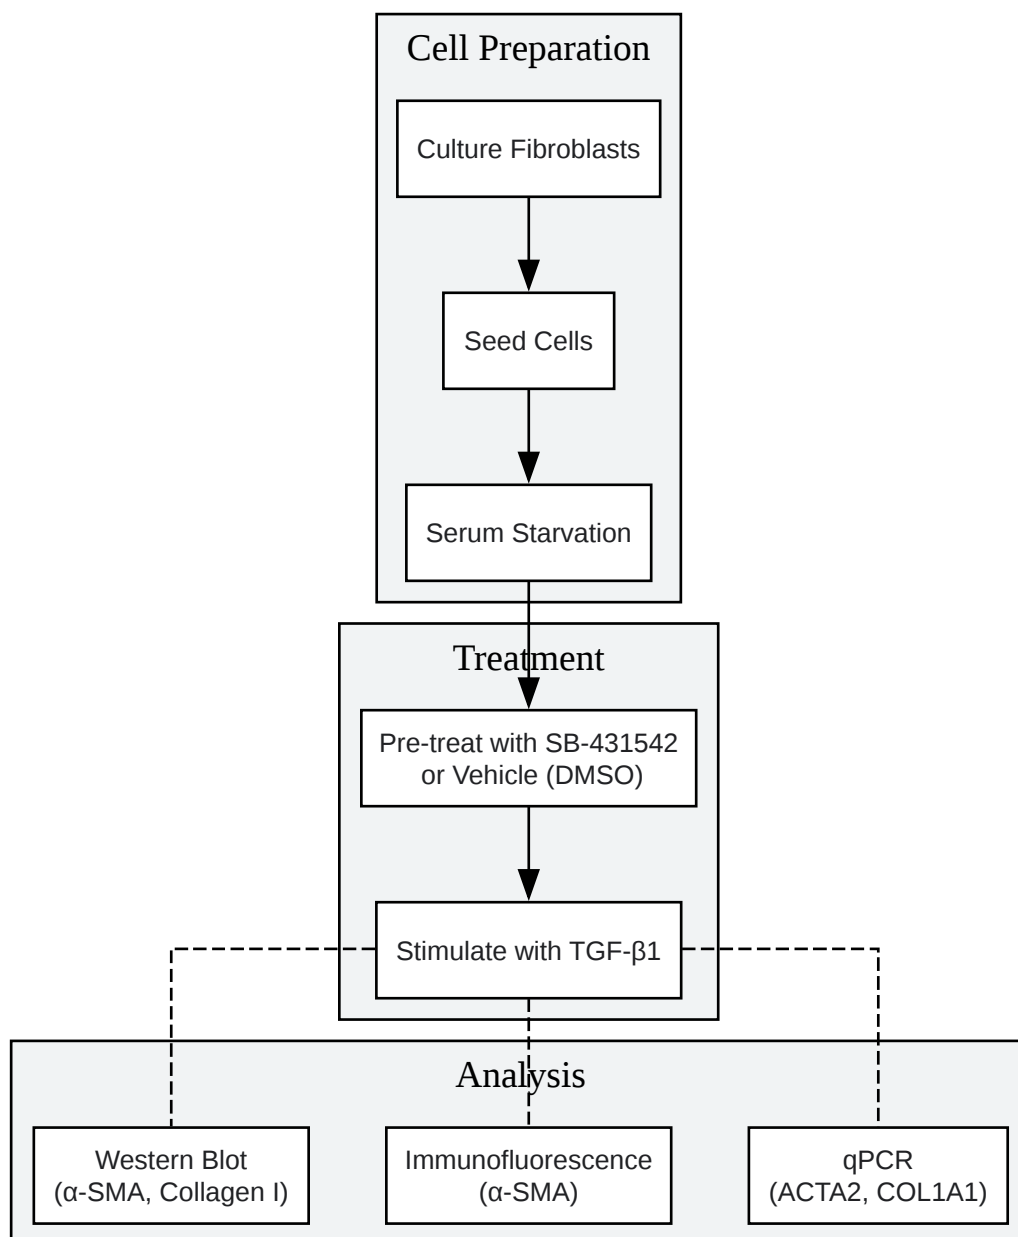 Cell Preparation
Culture Fibroblasts
Seed Cells
Serum Starvation
Treatment
Pre-treat with SB-431542
or Vehicle (DMSO)
Stimulate with TGF-β1
Analysis
Western Blot
(α-SMA, Collagen I)
Immunofluorescence
(α-SMA)
qPCR
(ACTA2, COL1A1)